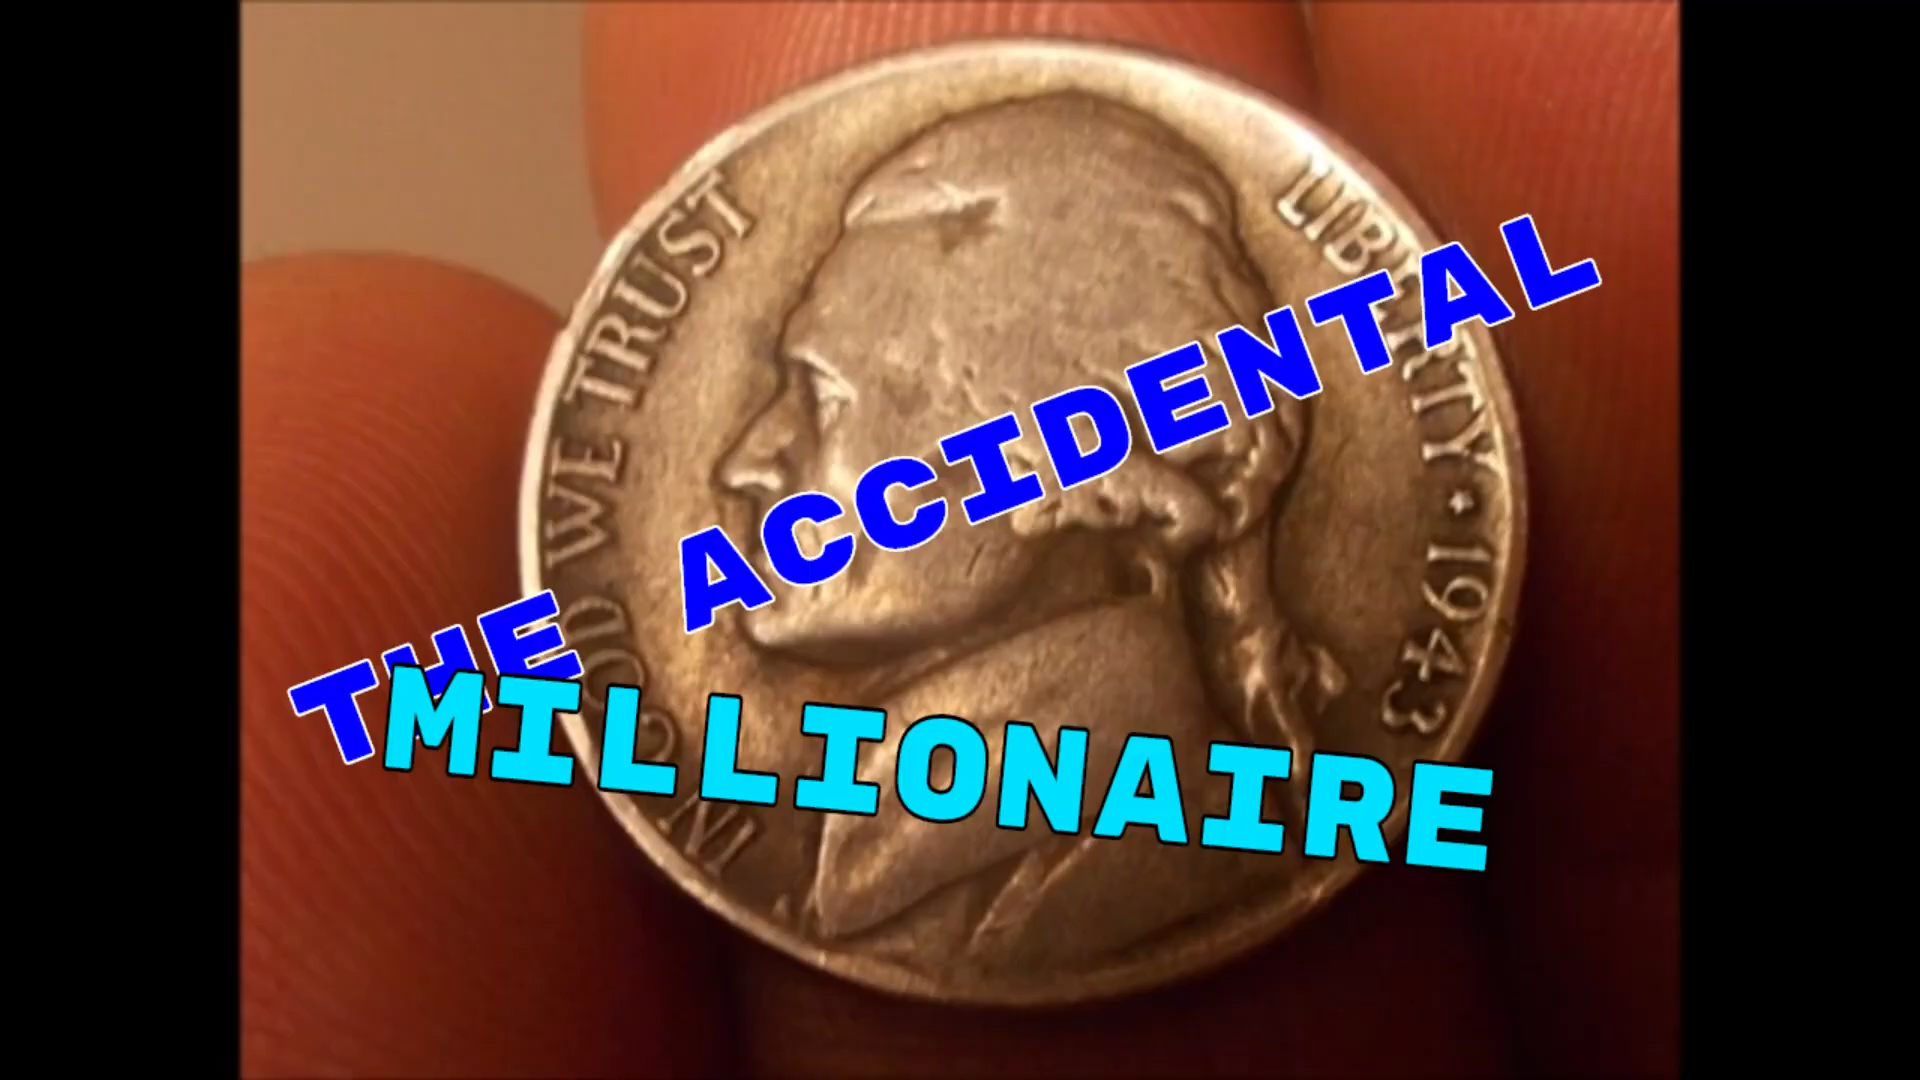 IN GOD WE TRUST
LIBERTY ★ 1943
THE ACCIDENTAL
MILLIONAIRE